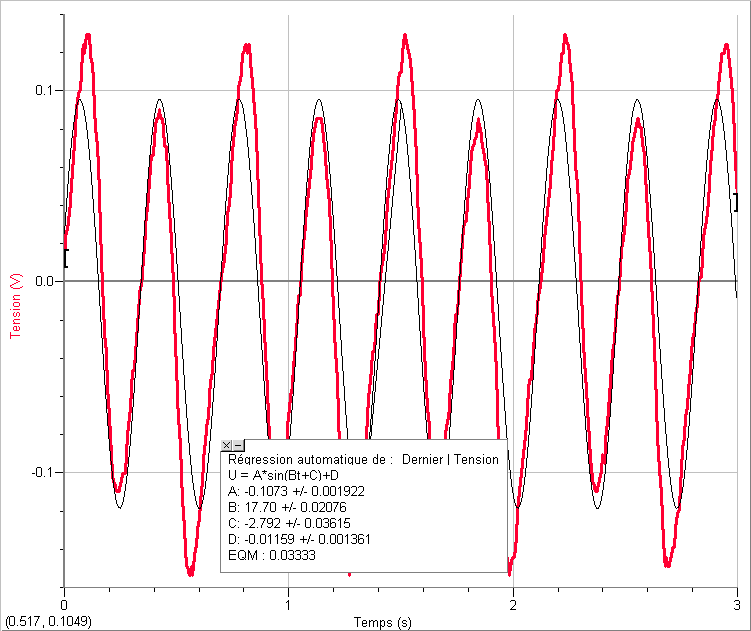 0.1
0.0
-0.1
Tension (V)
Régression automatique de : Dernier | Tension
U = A*sin(Bt+C)+D
A: -0.1073 +/- 0.001922
B: 17.70 +/- 0.02076
C: -2.792 +/- 0.03615
D: -0.01159 +/- 0.001361
EQM : 0.03333
0 1 2 3
(0.517, 0.1049) Temps (s)